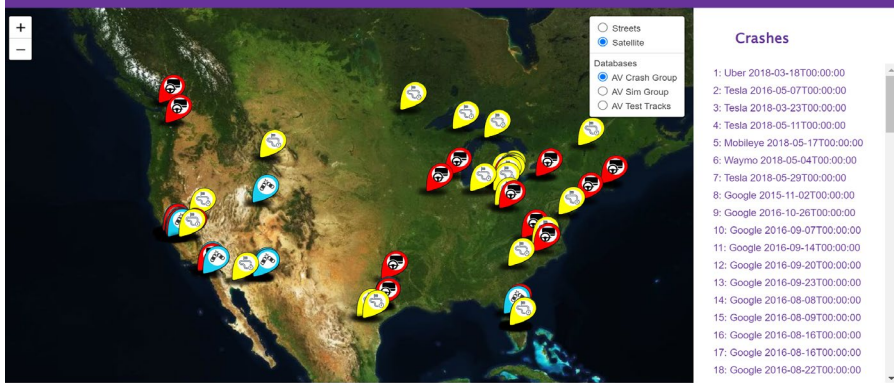 +
−
Streets
Satellite
Databases
AV Crash Group
AV Sim Group
AV Test Tracks
Crashes
1: Uber 2018-03-18T00:00:00
2: Tesla 2016-05-07T00:00:00
3: Tesla 2018-03-23T00:00:00
4: Tesla 2018-05-11T00:00:00
5: Mobileye 2018-05-17T00:00:00
6: Waymo 2018-05-04T00:00:00
7: Tesla 2018-05-29T00:00:00
8: Google 2015-11-02T00:00:00
9: Google 2016-10-26T00:00:00
10: Google 2016-09-07T00:00:00
11: Google 2016-09-14T00:00:00
12: Google 2016-09-20T00:00:00
13: Google 2016-09-23T00:00:00
14: Google 2016-08-08T00:00:00
15: Google 2016-08-09T00:00:00
16: Google 2016-08-16T00:00:00
17: Google 2016-08-16T00:00:00
18: Google 2016-08-22T00:00:00